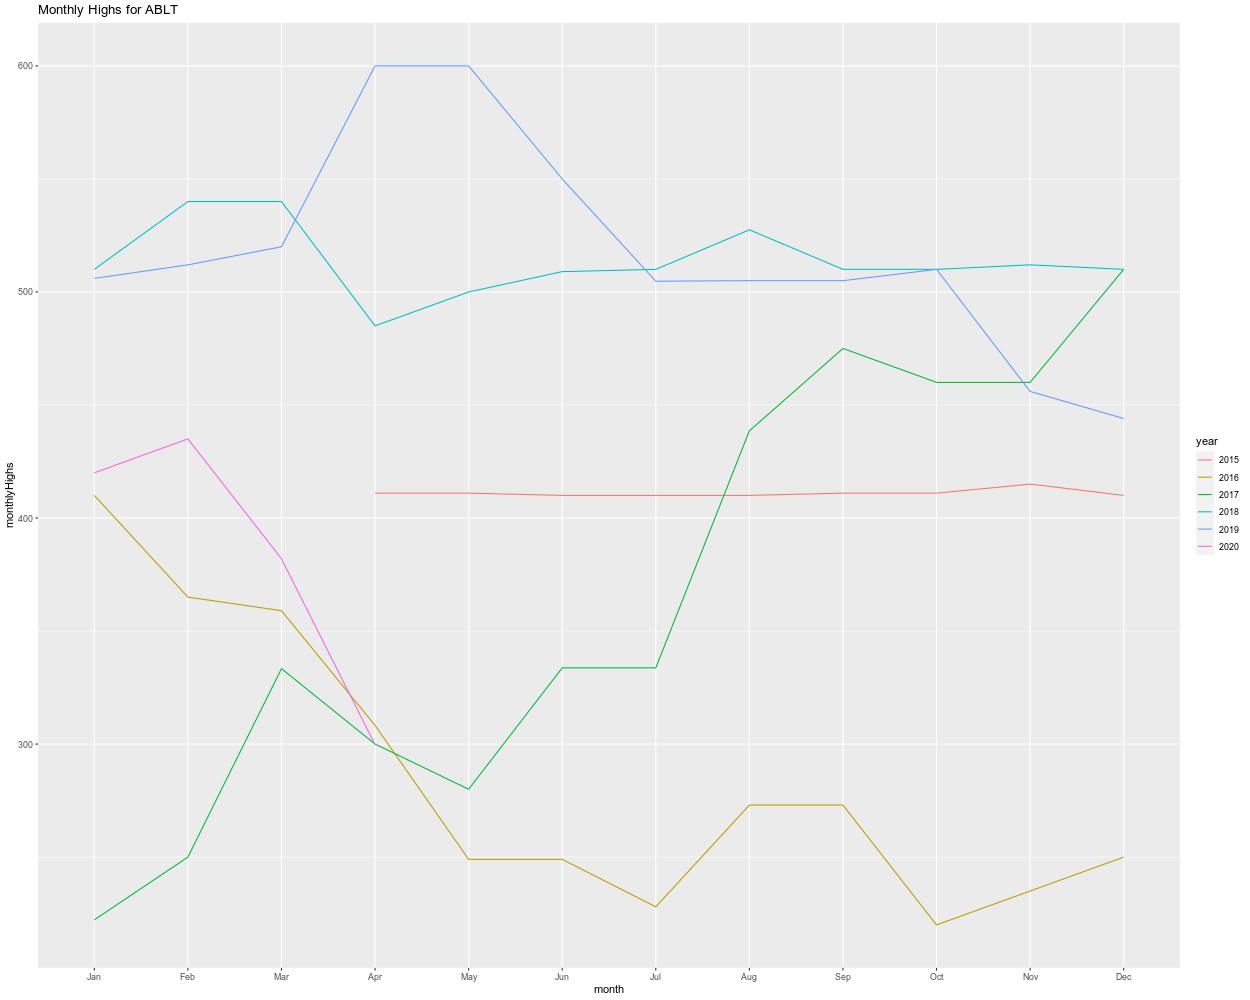 Monthly Highs for ABLT
monthlyHighs
600
500
400
300
Jan Feb Mar Apr May Jun Jul Aug Sep Oct Nov Dec
month
year
2015
2016
2017
2018
2019
2020